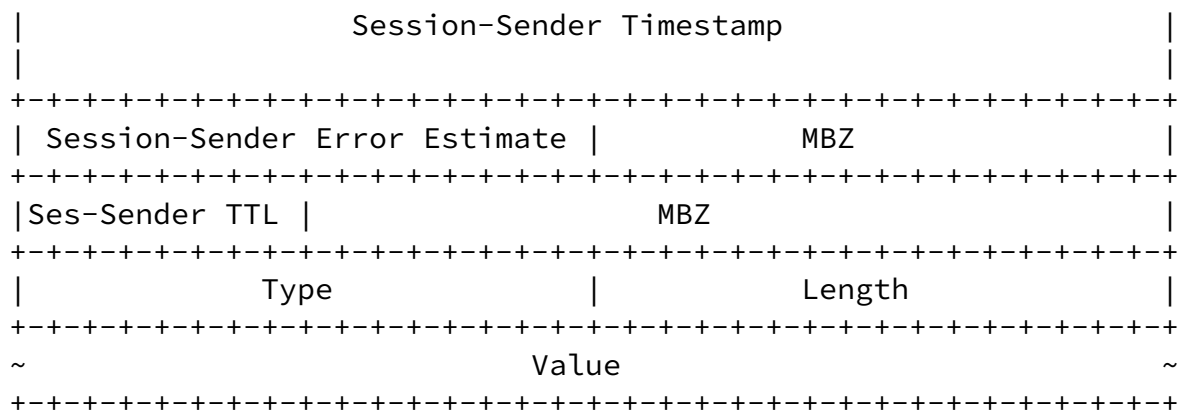 |                  Session-Sender Timestamp                     |
|                                                               |
+-+-+-+-+-+-+-+-+-+-+-+-+-+-+-+-+-+-+-+-+-+-+-+-+-+-+-+-+-+-+-+-+
| Session-Sender Error Estimate |           MBZ                 |
+-+-+-+-+-+-+-+-+-+-+-+-+-+-+-+-+-+-+-+-+-+-+-+-+-+-+-+-+-+-+-+-+
|Ses-Sender TTL |                   MBZ                         |
+-+-+-+-+-+-+-+-+-+-+-+-+-+-+-+-+-+-+-+-+-+-+-+-+-+-+-+-+-+-+-+-+
|             Type              |           Length              |
+-+-+-+-+-+-+-+-+-+-+-+-+-+-+-+-+-+-+-+-+-+-+-+-+-+-+-+-+-+-+-+-+
~                            Value                              ~
+-+-+-+-+-+-+-+-+-+-+-+-+-+-+-+-+-+-+-+-+-+-+-+-+-+-+-+-+-+-+-+-+